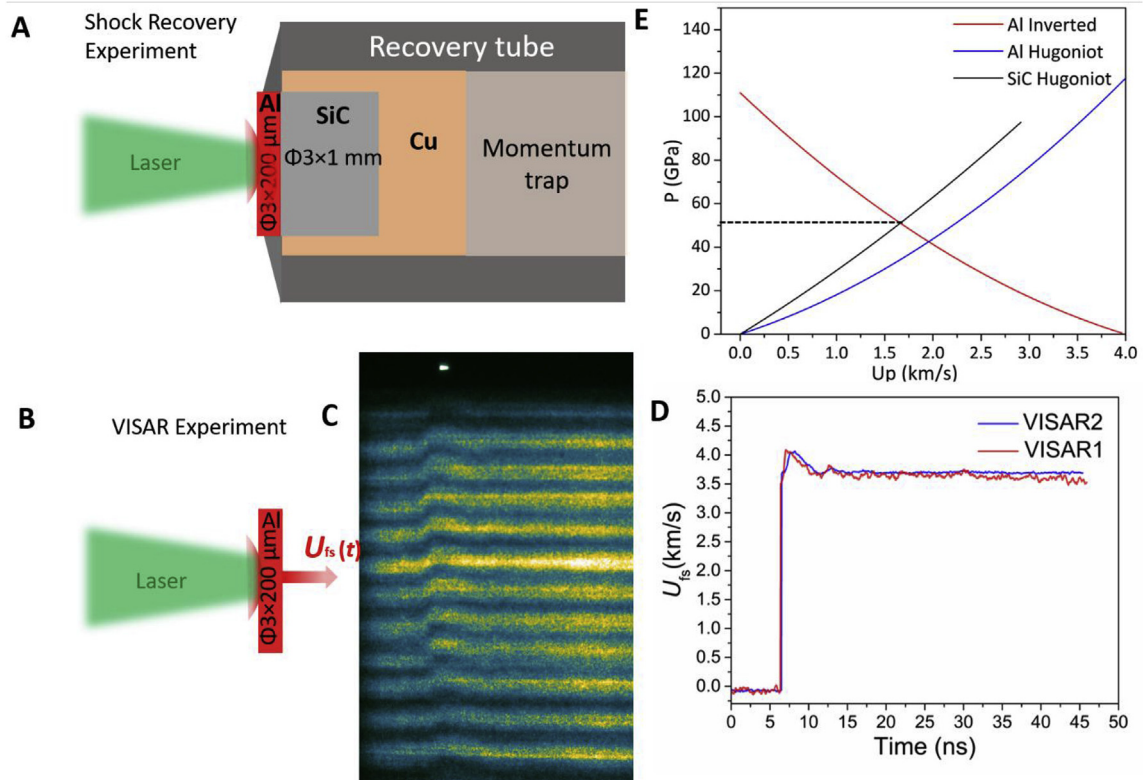 A
Shock Recovery
Experiment
Recovery tube
Al
Φ3×200 μm
SiC
Φ3×1 mm
Cu
Momentum
trap
Laser
B
VISAR Experiment
Al
Φ3×200 μm
Laser
Ufs(t)
C
E
Al Inverted
Al Hugoniot
SiC Hugoniot
P (GPa)
140
120
100
80
60
40
20
0
0.0 0.5 1.0 1.5 2.0 2.5 3.0 3.5 4.0
Up (km/s)
D
VISAR2
VISAR1
Ufs(km/s)
5.0
4.5
4.0
3.5
3.0
2.5
2.0
1.5
1.0
0.5
0.0
0 5 10 15 20 25 30 35 40 45 50
Time (ns)